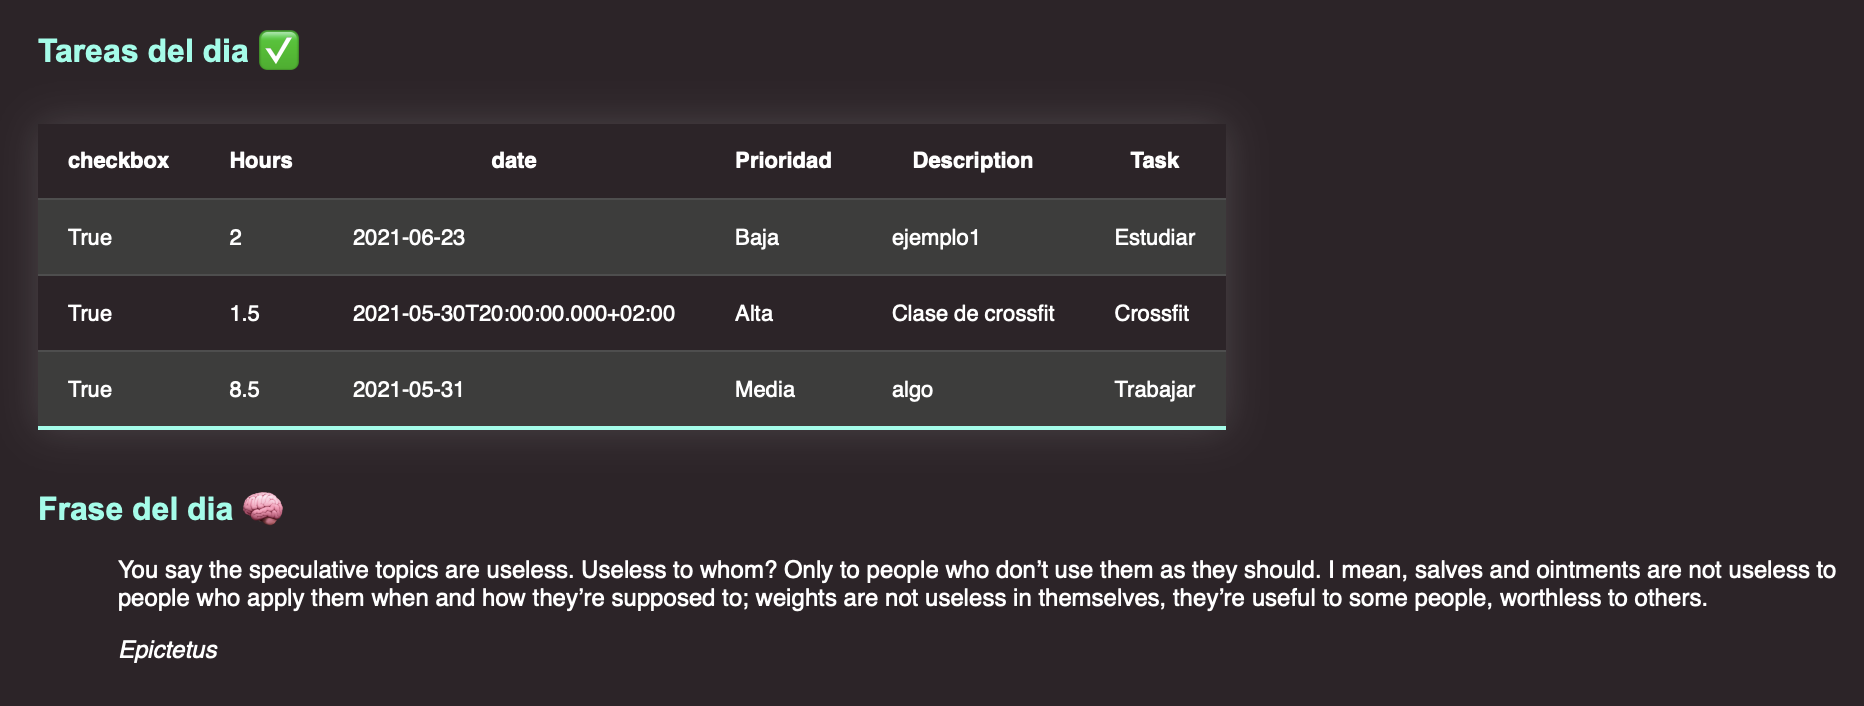 Tareas del dia ✅
checkbox Hours date Prioridad Description Task
True 2 2021-06-23 Baja ejemplo1 Estudiar
True 1.5 2021-05-30T20:00:00.000+02:00 Alta Clase de crossfit Crossfit
True 8.5 2021-05-31 Media algo Trabajar
Frase del dia 🧠
You say the speculative topics are useless. Useless to whom? Only to people who don’t use them as they should. I mean, salves and ointments are not useless to
people who apply them when and how they’re supposed to; weights are not useless in themselves, they’re useful to some people, worthless to others.
Epictetus